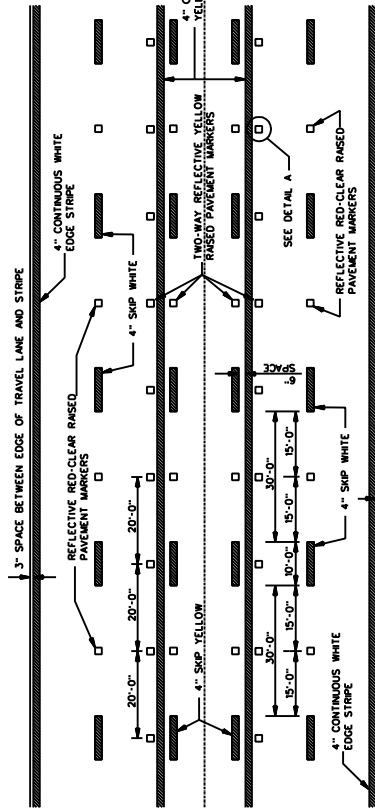 3" SPACE BETWEEN EDGE OF TRAVEL LANE AND STRIPE
4" CONTINUOUS WHITE
EDGE STRIPE
REFLECTIVE RED-CLEAR RAISED
PAVEMENT MARKERS
4" SKIP WHITE
20'-0"
20'-0"
20'-0"
4" SKIP YELLOW
TWO-WAY REFLECTIVE YELLOW
RAISED PAVEMENT MARKERS
6"
SPACE
SEE DETAIL A
30'-0"
15'-0"
15'-0"
10'-0"
30'-0"
15'-0"
15'-0"
4" SKIP WHITE
REFLECTIVE RED-CLEAR RAISED
PAVEMENT MARKERS
4" CONTINUOUS WHITE
EDGE STRIPE